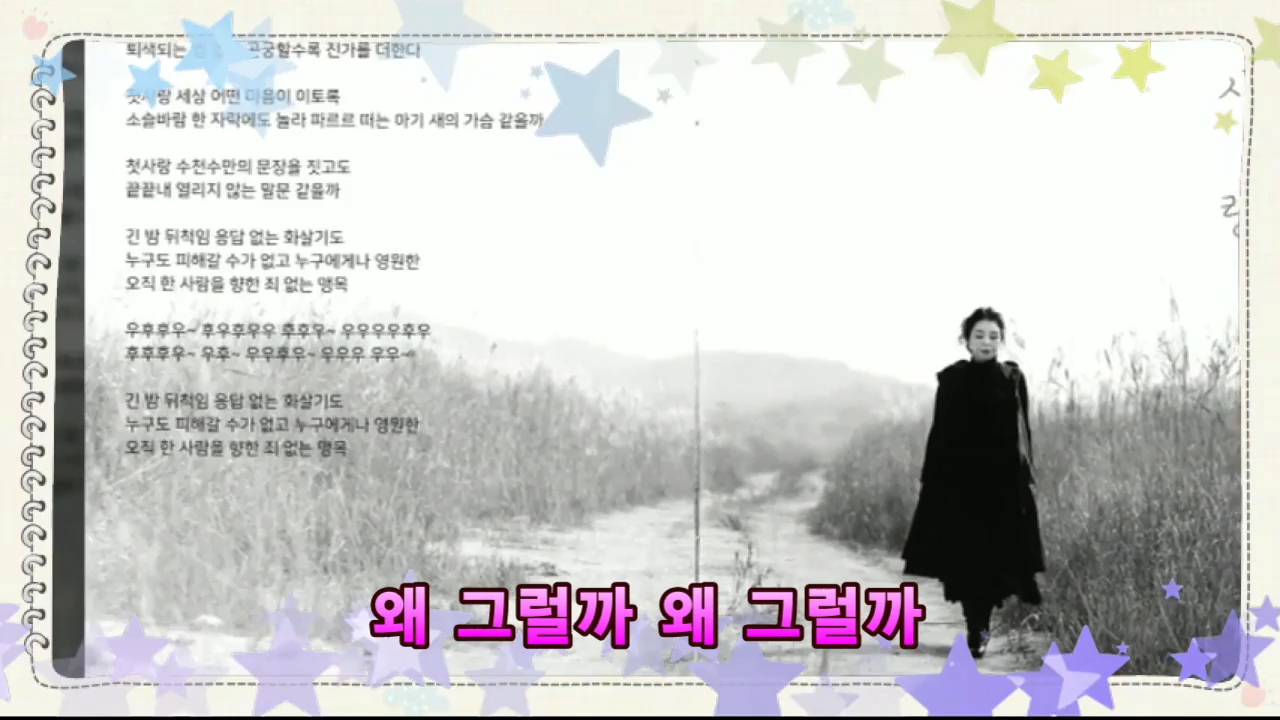 퇴색되는 궁할수록 진가를 더한다
첫사랑 세상 어떤 마음이 이토록
소슬바람 한 자락에도 놀라 파르르 떠는 아기 새의 가슴 같을까
첫사랑 수천수만의 문장을 짓고도
끝끝내 열리지 않는 말문 같을까
긴 밤 뒤척임 응답 없는 화살기도
누구도 피해갈 수가 없고 누구에게나 영원한
오직 한 사람을 향한 죄 없는 맹목
우후후우~ 후우후우우 후후우~ 우우우우후우
후후후우~ 우후~ 우우후우~ 우우우 우우~
긴 밤 뒤척임 응답 없는 화살기도
누구도 피해갈 수가 없고 누구에게나 영원한
오직 한 사람을 향한 죄 없는 맹목
왜 그럴까 왜 그럴까